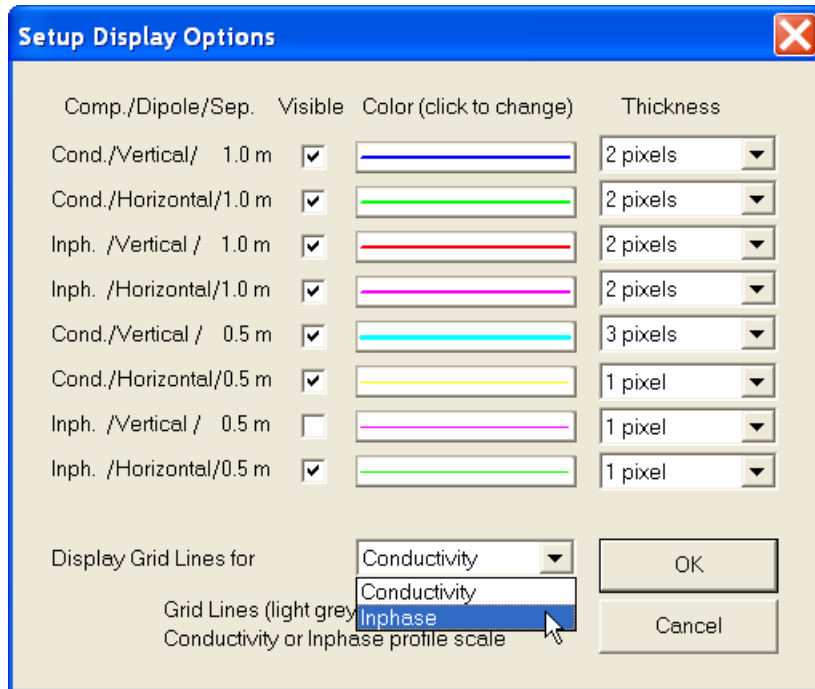 Setup Display Options
Comp./Dipole/Sep. Visible Color (click to change) Thickness
Cond./Vertical/ 1.0 m 2 pixels
Cond./Horizontal/1.0 m 2 pixels
Inph. /Vertical / 1.0 m 2 pixels
Inph. /Horizontal/1.0 m 2 pixels
Cond./Vertical / 0.5 m 3 pixels
Cond./Horizontal/0.5 m 1 pixel
Inph. /Vertical / 0.5 m 1 pixel
Inph. /Horizontal/0.5 m 1 pixel
Display Grid Lines for Conductivity OK
Conductivity
Grid Lines (light grey Inphase
Conductivity or Inphase profile scale Cancel